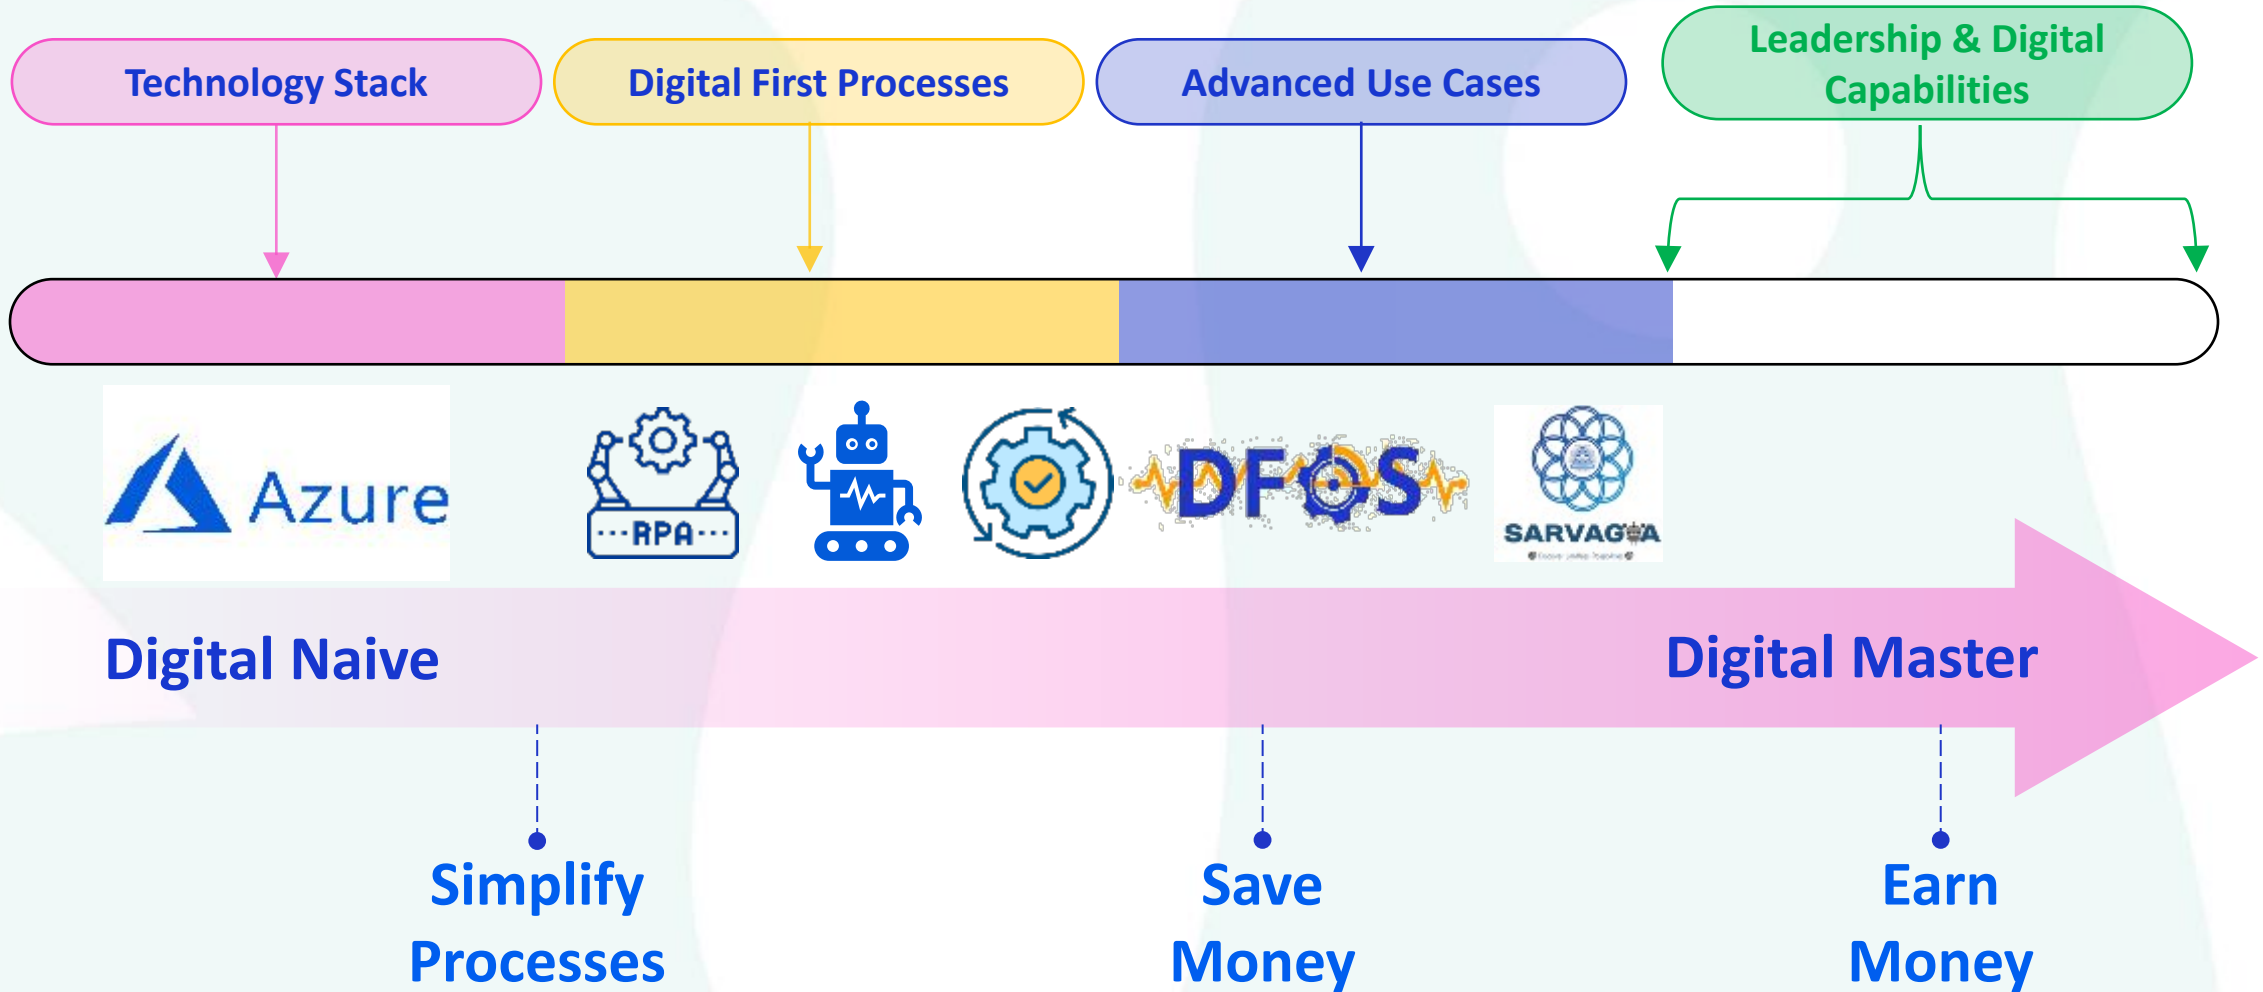 Technology Stack
Digital First Processes
Advanced Use Cases
Leadership & Digital
Capabilities
Azure
RPA
DFOS
SARVAGYA
Digital Naive
Digital Master
Simplify
Processes
Save
Money
Earn
Money